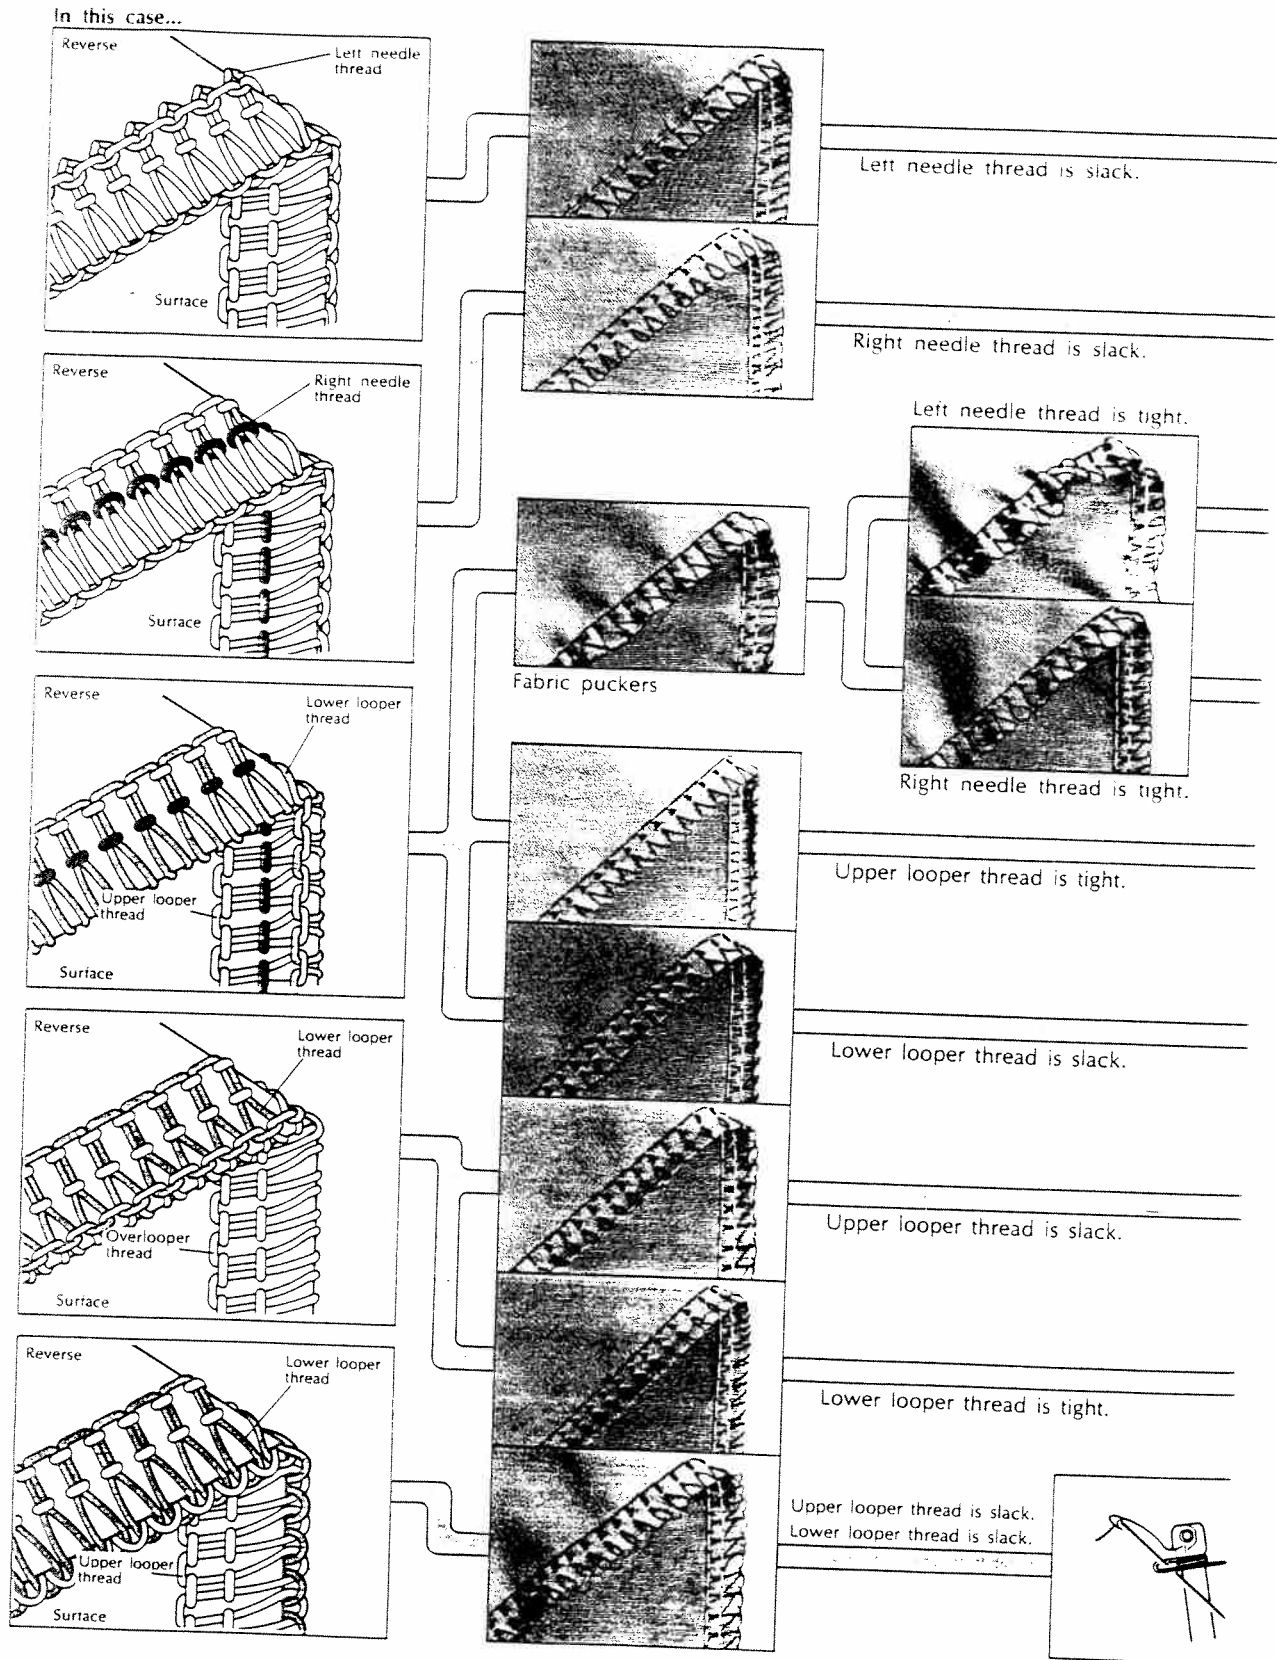 In this case...
Reverse
Left needle
thread
Surface
Left needle thread is slack.
Right needle thread is slack.
Reverse
Right needle
thread
Surface
Left needle thread is tight.
Fabric puckers
Right needle thread is tight.
Reverse
Lower looper
thread
Upper looper
thread
Surface
Upper looper thread is tight.
Lower looper thread is slack.
Reverse
Lower looper
thread
Overlooper
thread
Surface
Upper looper thread is slack.
Lower looper thread is tight.
Reverse
Lower looper
thread
Upper looper
thread
Surface
Upper looper thread is slack.
Lower looper thread is slack.